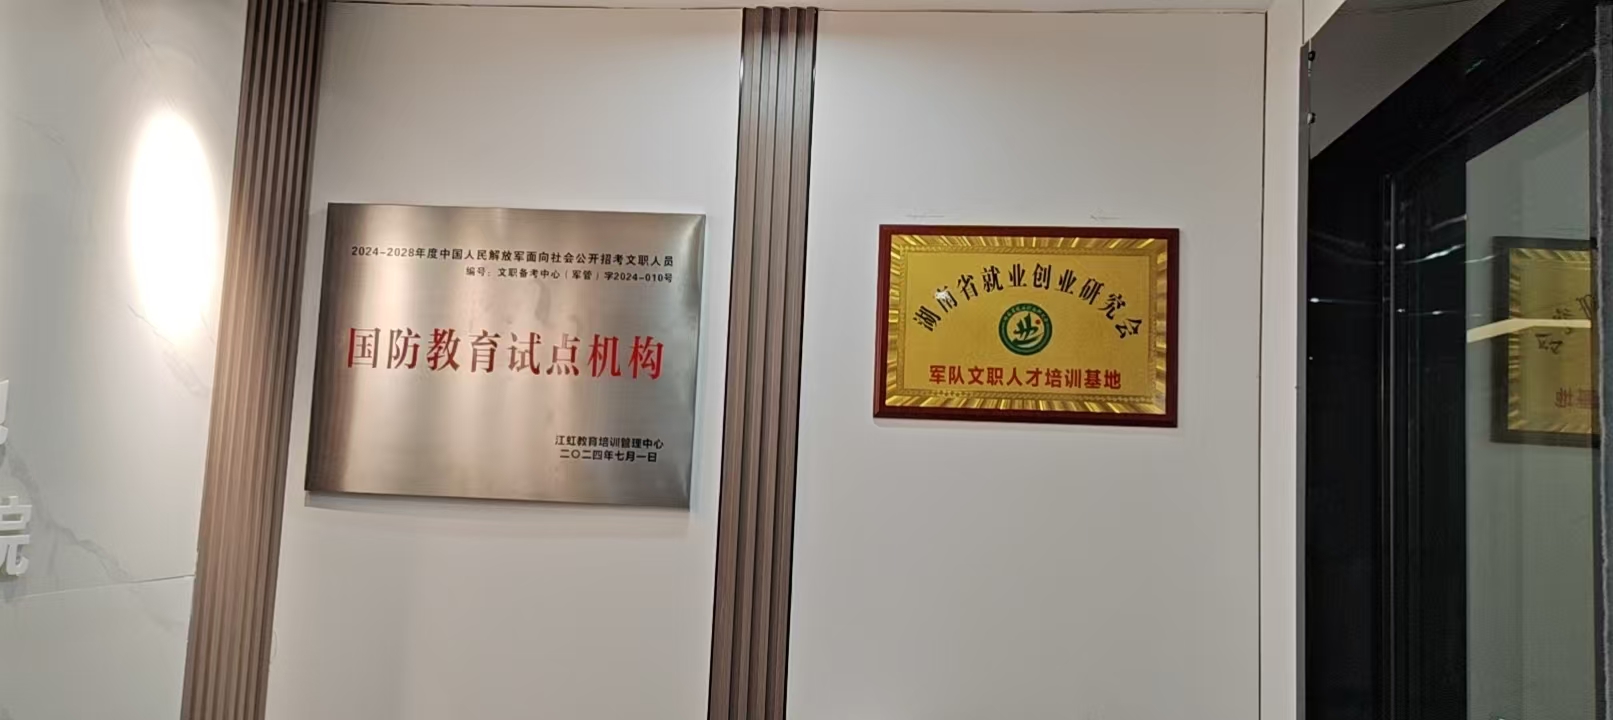 2024-2028年度中国人民解放军面向社会公开招考文职人员
编号：文职备考中心（军管）字2024-010号
国防教育试点机构
江虹教育培训管理中心
二〇二四年七月一日
湖南省就业创业研究会
军队文职人才培训基地